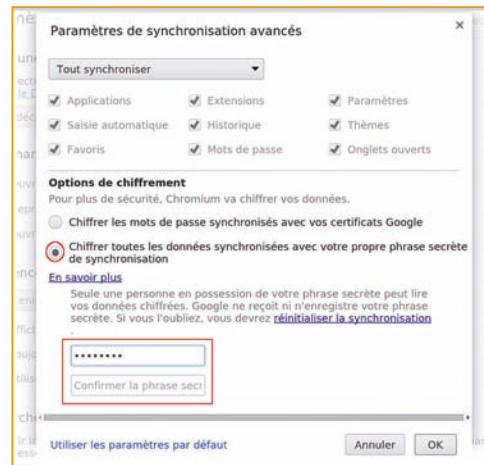 Paramètres de synchronisation avancés
×
Tout synchroniser
Applications Extensions Paramètres
Saisie automatique Historique Thèmes
Favoris Mots de passe Onglets ouverts
Options de chiffrement
Pour plus de sécurité, Chromium va chiffrer vos données.
Chiffrer les mots de passe synchronisés avec vos certificats Google
Chiffrer toutes les données synchronisées avec votre propre phrase secrète
de synchronisation
En savoir plus
Seule une personne en possession de votre phrase secrète peut lire
vos données chiffrées. Google ne reçoit ni n'enregistre votre phrase
secrète. Si vous l'oubliez, vous devrez réinitialiser la synchronisation
.
••••••••
Confirmer la phrase secr
Utiliser les paramètres par défaut Annuler OK